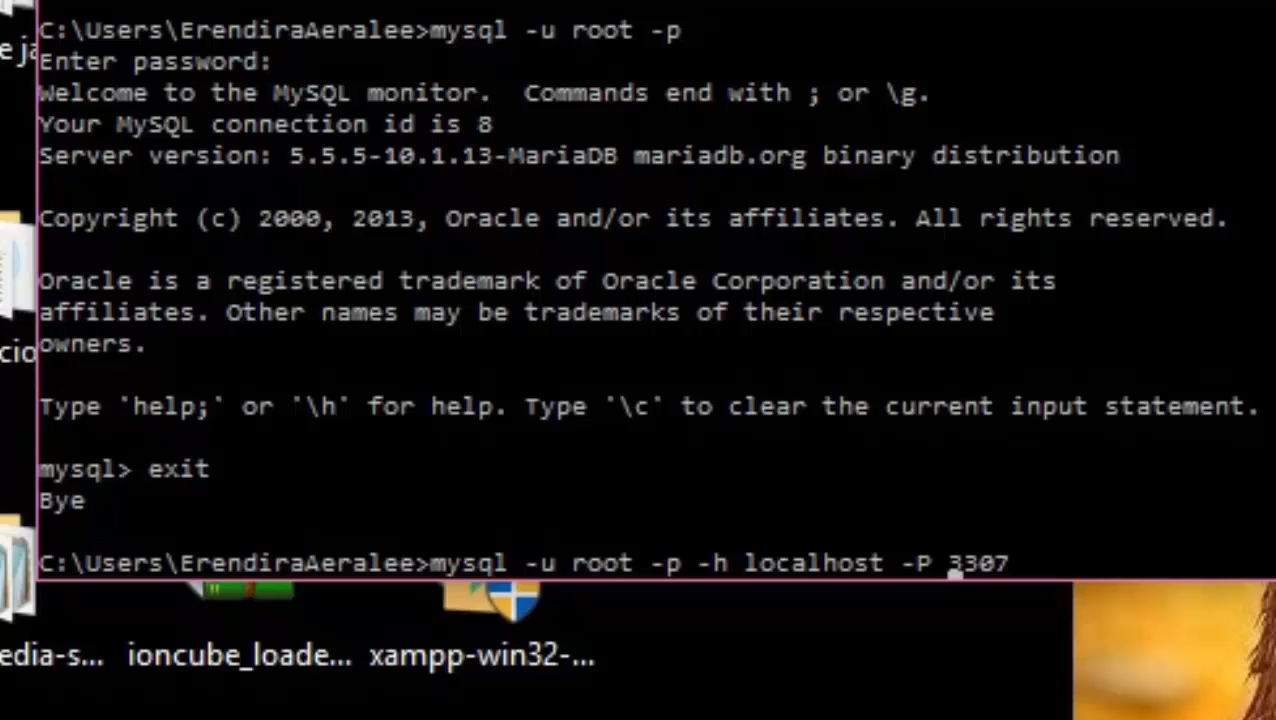 C:\Users\ErendiraAeralee>mysql -u root -p
Enter password:
Welcome to the MySQL monitor.  Commands end with ; or \g.
Your MySQL connection id is 8
Server version: 5.5.5-10.1.13-MariaDB mariadb.org binary distribution
Copyright (c) 2000, 2013, Oracle and/or its affiliates. All rights reserved.
Oracle is a registered trademark of Oracle Corporation and/or its
affiliates. Other names may be trademarks of their respective
owners.
Type 'help;' or '\h' for help. Type '\c' to clear the current input statement.
mysql> exit
Bye
C:\Users\ErendiraAeralee>mysql -u root -p -h localhost -P 3307
e ja
cio
edia-s... ioncube_loade... xampp-win32-...